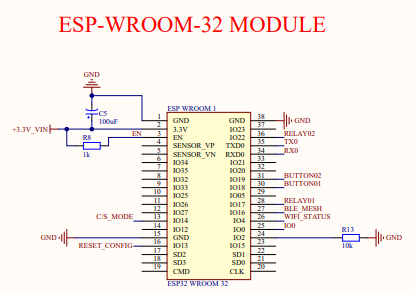 ESP-WROOM-32 MODULE
GND
C5
100uF
+3.3V_VIN
R8
1k
EN
ESP WROOM 1
1 GND GND 38 GND
2 3.3V IO23 37
3 EN IO22 36 RELAY02
4 SENSOR_VP TXD0 35 TX0
5 SENSOR_VN RXD0 34 RX0
6 IO34 IO21 33
7 IO35 IO20 32
8 IO32 IO19 31 BUTTON02
9 IO33 IO18 30 BUTTON01
10 IO25 IO05 29
11 IO26 IO17 28 RELAY01
12 IO27 IO16 27 BLE_MESH
C/S_MODE 13 IO14 IO4 26 WIFI_STATUS
14 IO12 IO0 25 IO0
GND 15 GND IO2 24 R13 10k GND
RESET_CONFIG 16 IO13 IO15 23
17 SD2 SD1 22
18 SD3 SD0 21
19 CMD CLK 20
ESP32 WROOM 32